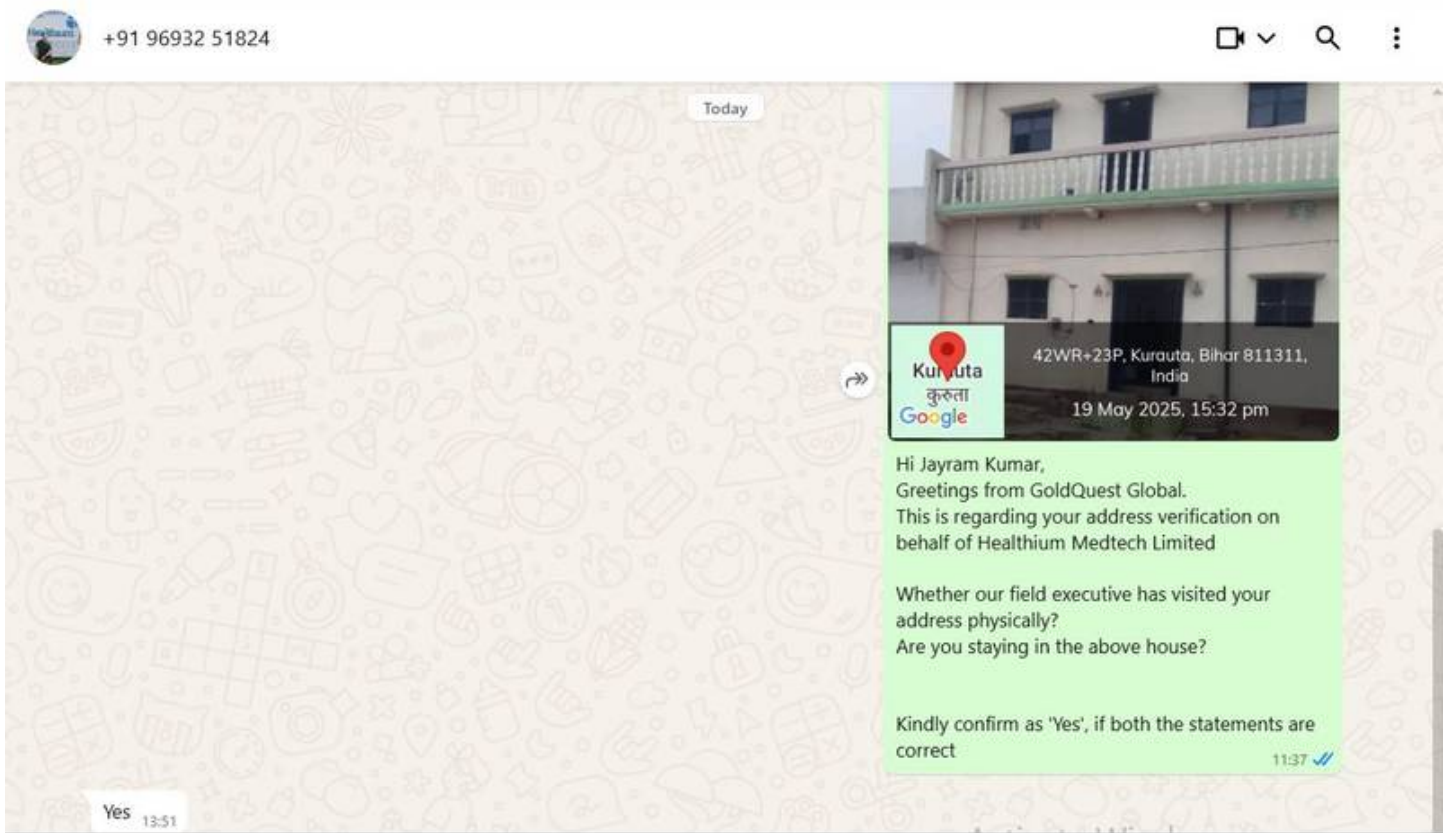 +91 96932 51824
Today
Kurauta
कुरुता
Google
42WR+23P, Kurauta, Bihar 811311,
India
19 May 2025, 15:32 pm
Hi Jayram Kumar,
Greetings from GoldQuest Global.
This is regarding your address verification on
behalf of Healthium Medtech Limited
Whether our field executive has visited your
address physically?
Are you staying in the above house?
Kindly confirm as 'Yes', if both the statements are
correct
11:37
Yes 13:51